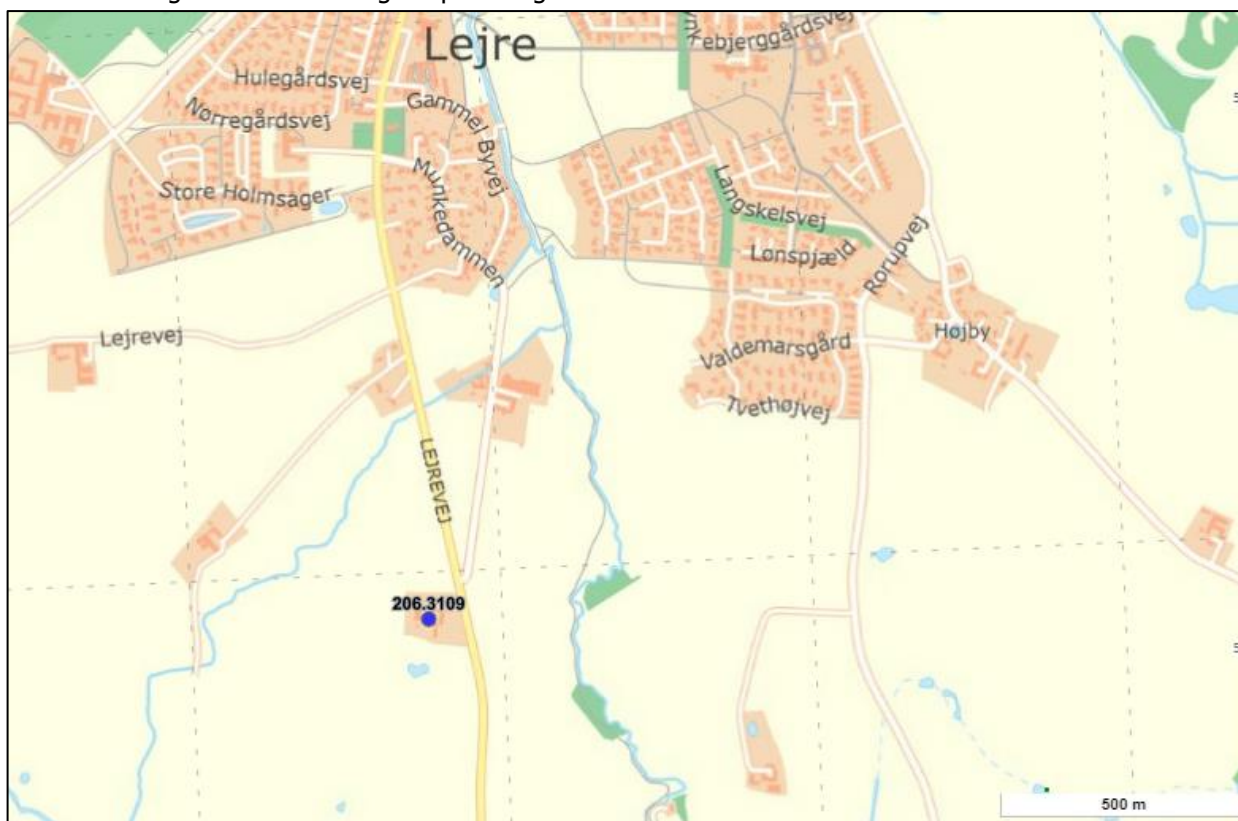 Lejre
ebjerggårdsvej
Hulegårdsvej
Gammel Byvej
Nørregårdsvej
Munkedammen
Store Holmsager
Langskelsvej
Lønspjæld
Rorupvej
Lejrevej
Højby
Valdemarsgård
Tvethøjvej
LEJREVEJ
206.3109
500 m